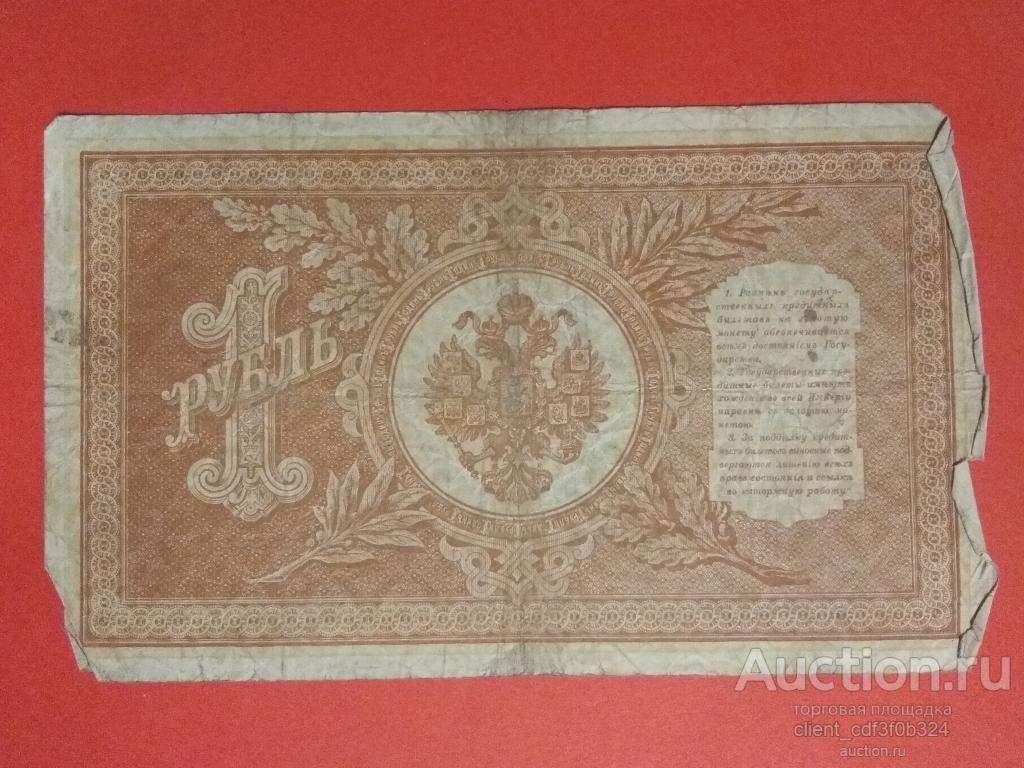 1
РУБЛЬ
1. Размѣнъ государ-
ственныхъ кредитныхъ
билетовъ на золотую
монету обезпечивается
всѣмъ достояніемъ Госу-
дарства.
2. Государственные кре-
дитные билеты имѣютъ
хожденіе во всей Имперіи
наравнѣ съ золотою мо-
нетою.
3. За поддѣлку кредит-
ныхъ билетовъ виновные под-
вергаются лишенію всѣхъ
правъ состоянія и ссылкѣ
въ каторжную работу.
Auction.ru
торговая площадка
client_cdf3f0b324
auction.ru